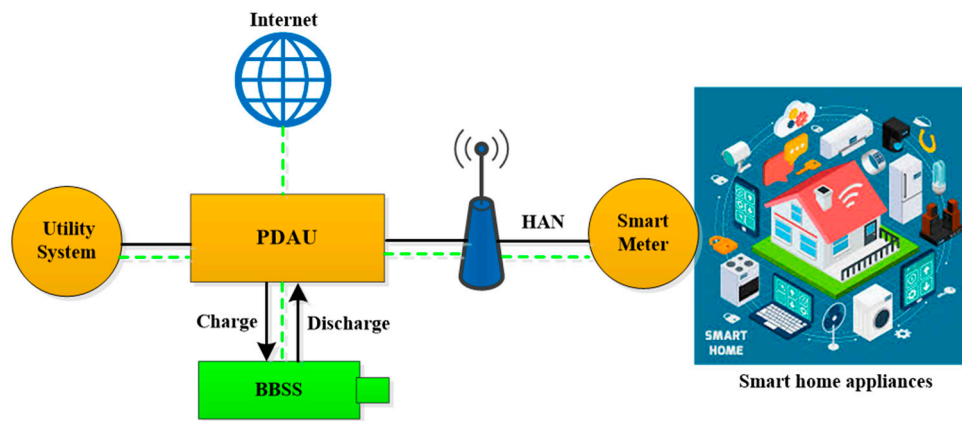 Internet
Utility
System
PDAU
HAN
Smart
Meter
Charge
Discharge
BBSS
SMART
HOME
Smart home appliances